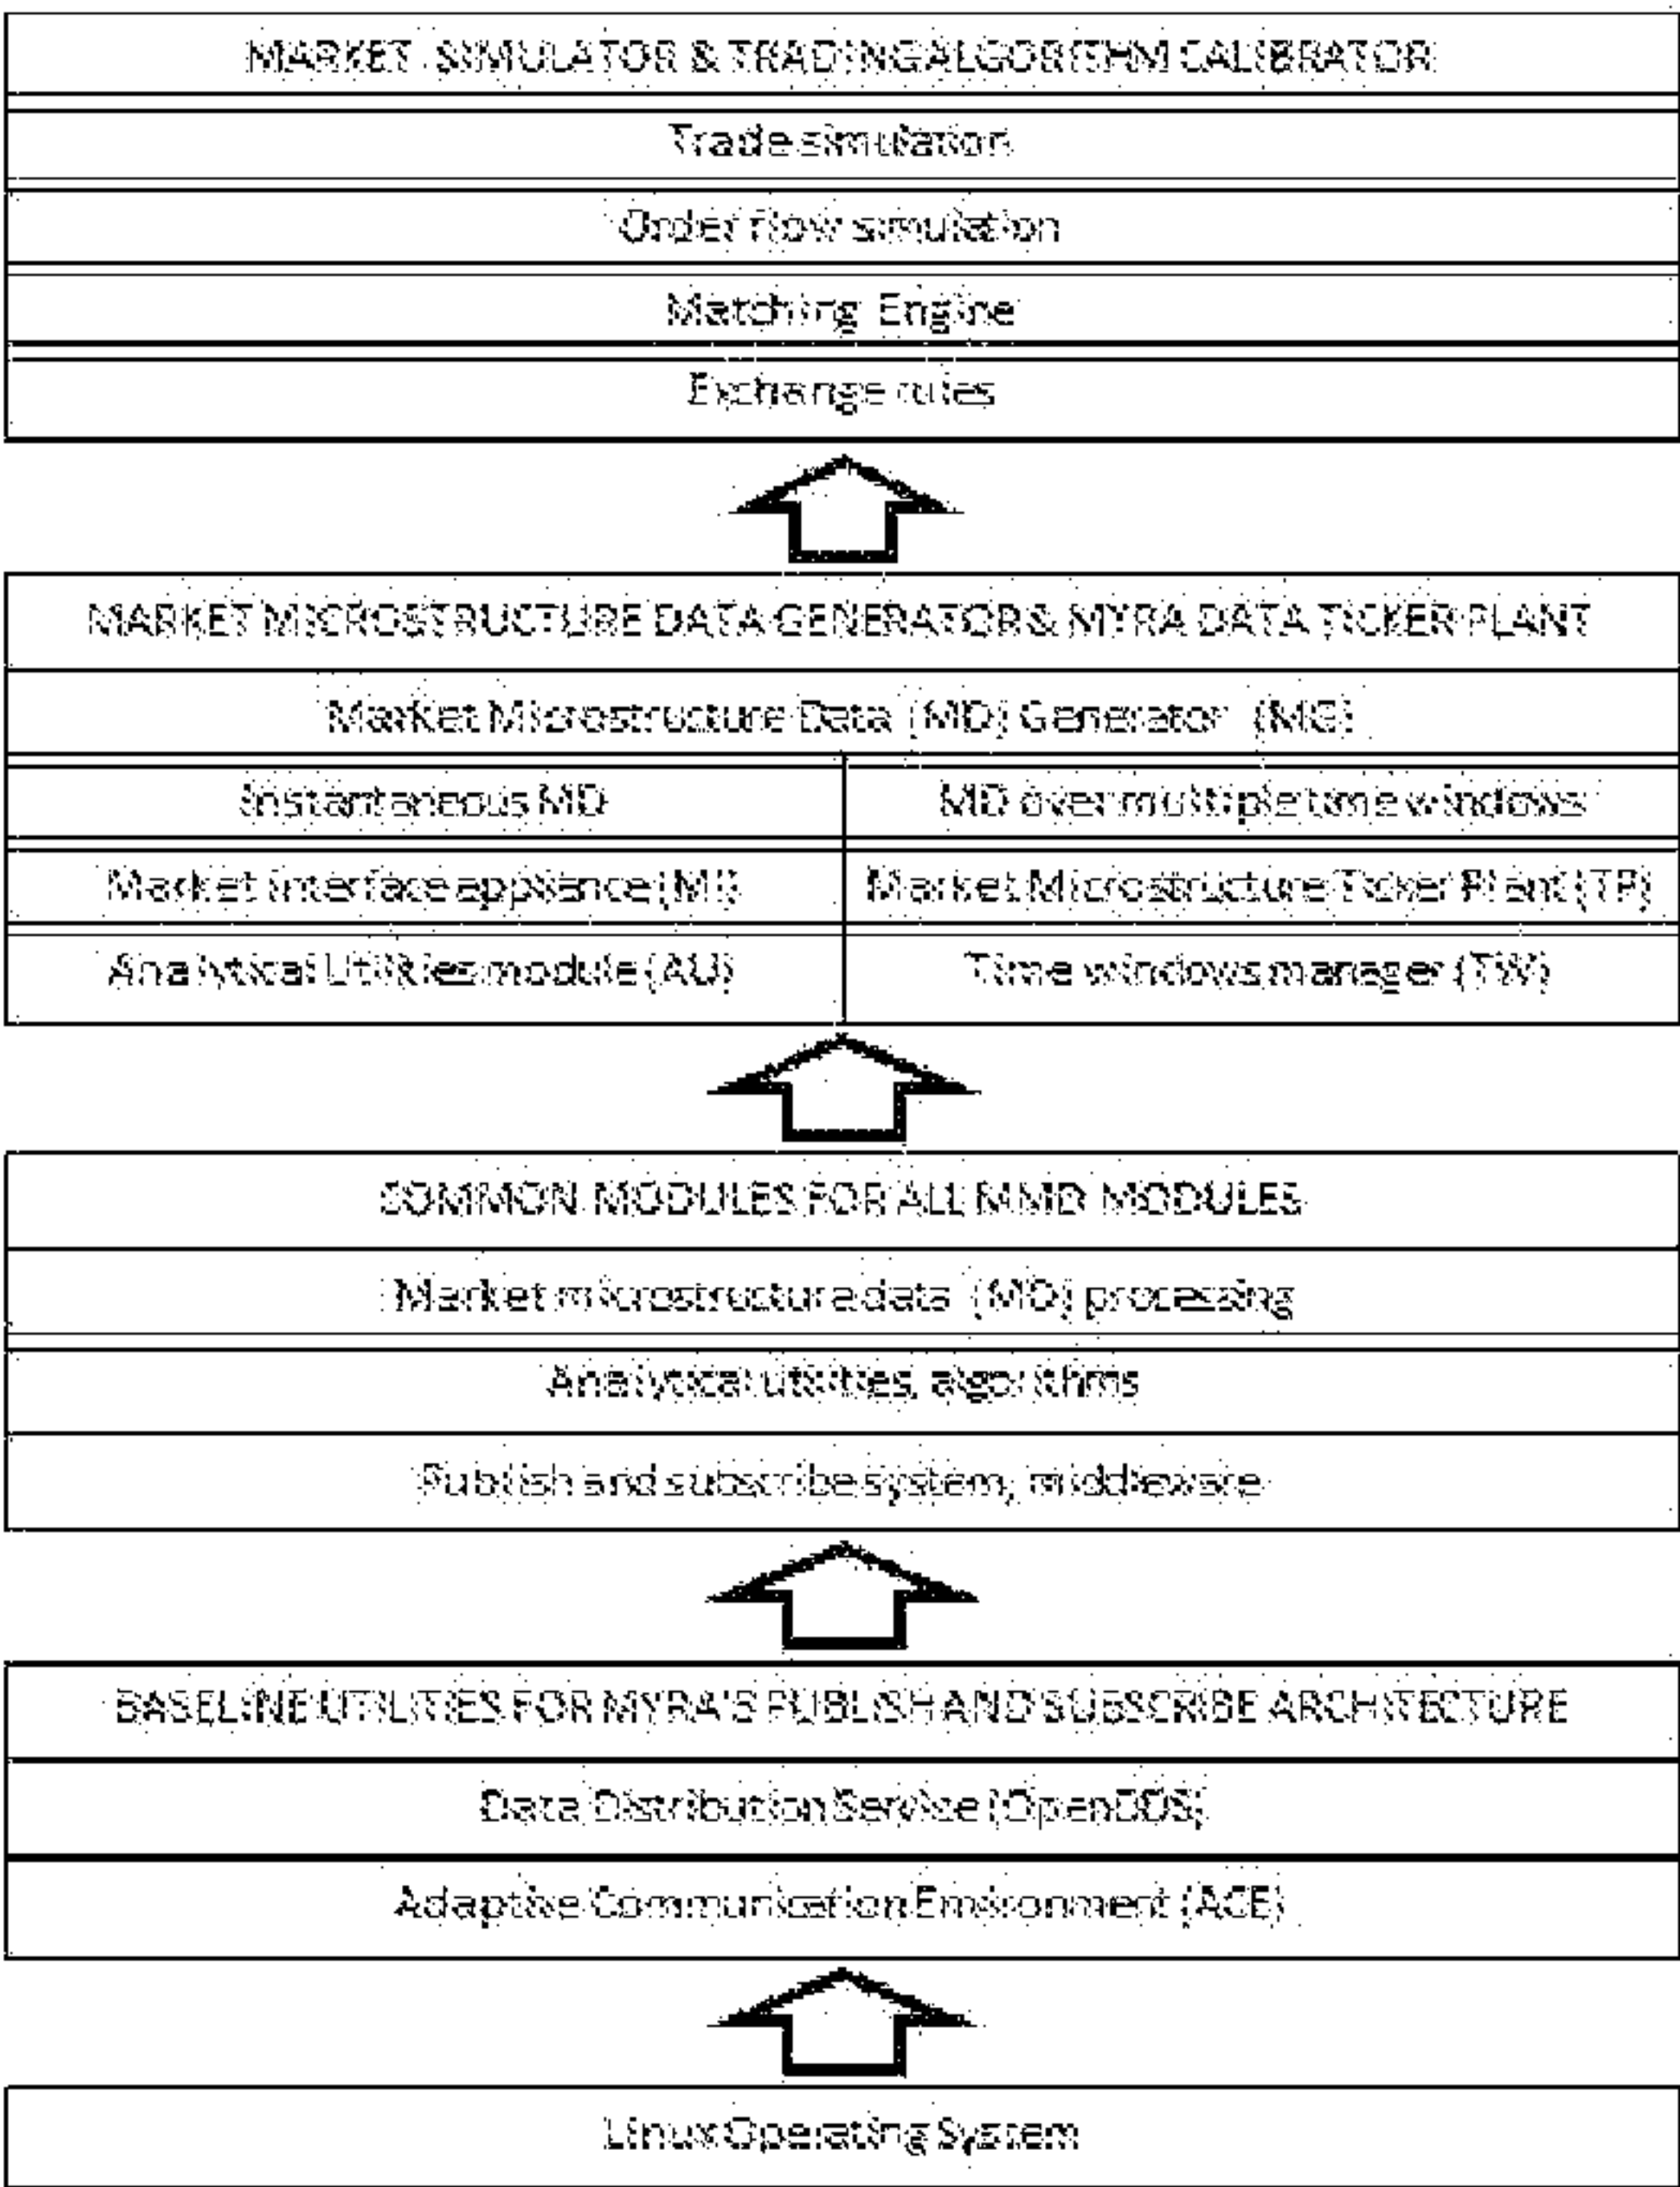 MARKET SIMULATOR & TRADING ALGORITHM CALIBRATOR
Trade simulation
Order flow simulation
Matching Engine
Exchange rules
MARKET MICROSTRUCTURE DATA GENERATOR & MYRA DATA TICKER PLANT
Market Microstructure Data (MD) Generator (MG)
Instantaneous MD
MD over multiple time windows
Market interface appliance (MI)
Market Microstructure Ticker Plant (TP)
Analytical Utilities module (AU)
Time windows manager (TW)
COMMON MODULES FOR ALL MMD MODULES
Market microstructure data (MD) processing
Analytical utilities, algorithms
Publish and subscribe system, middleware
BASELINE UTILITIES FOR MYRA'S PUBLISH AND SUBSCRIBE ARCHITECTURE
Data Distribution Service (OpenDDS)
Adaptive Communication Environment (ACE)
Linux Operating System